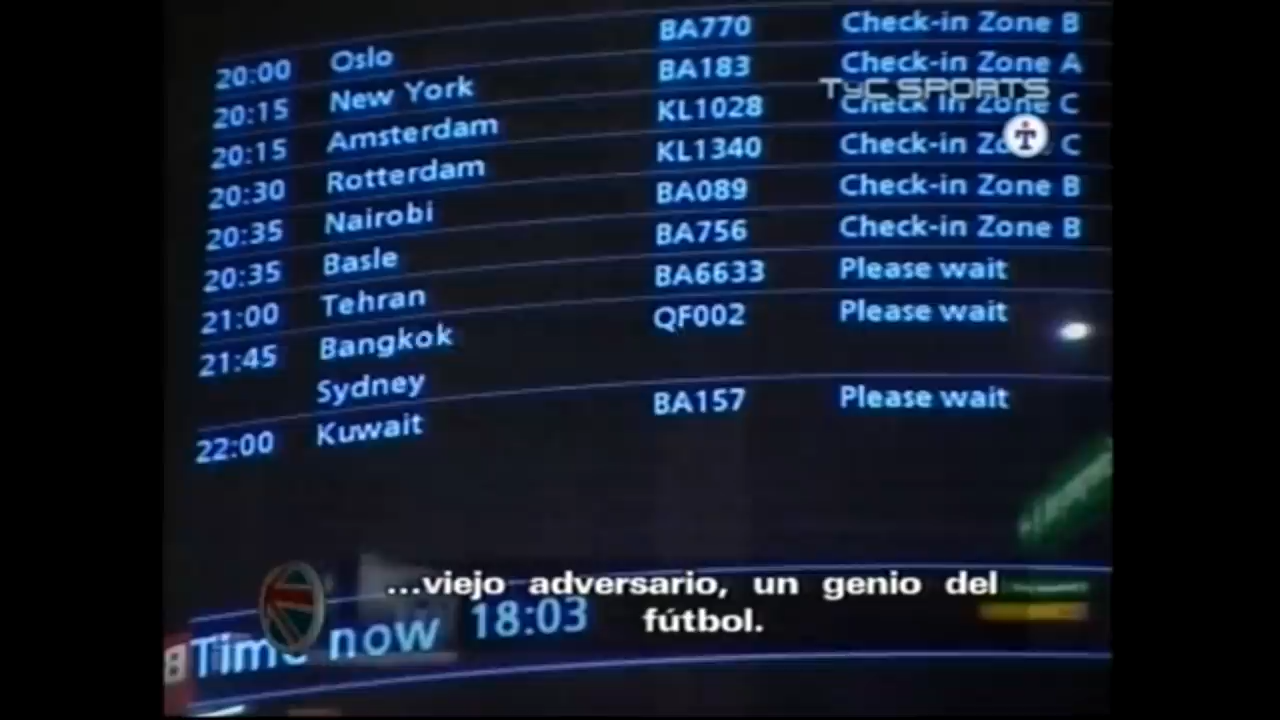 20:00 Oslo BA770 Check-in Zone B
20:15 New York BA183 Check-in Zone A
TyC SPORTS
20:15 Amsterdam KL1028 Check in Zone C
20:30 Rotterdam KL1340 Check-in C
20:35 Nairobi BA089 Check-in Zone B
20:35 Basle BA756 Check-in Zone B
21:00 Tehran BA6633 Please wait
21:45 Bangkok QF002 Please wait
Sydney
22:00 Kuwait BA157 Please wait
...viejo adversario, un genio del
fútbol.
Time now 18:03